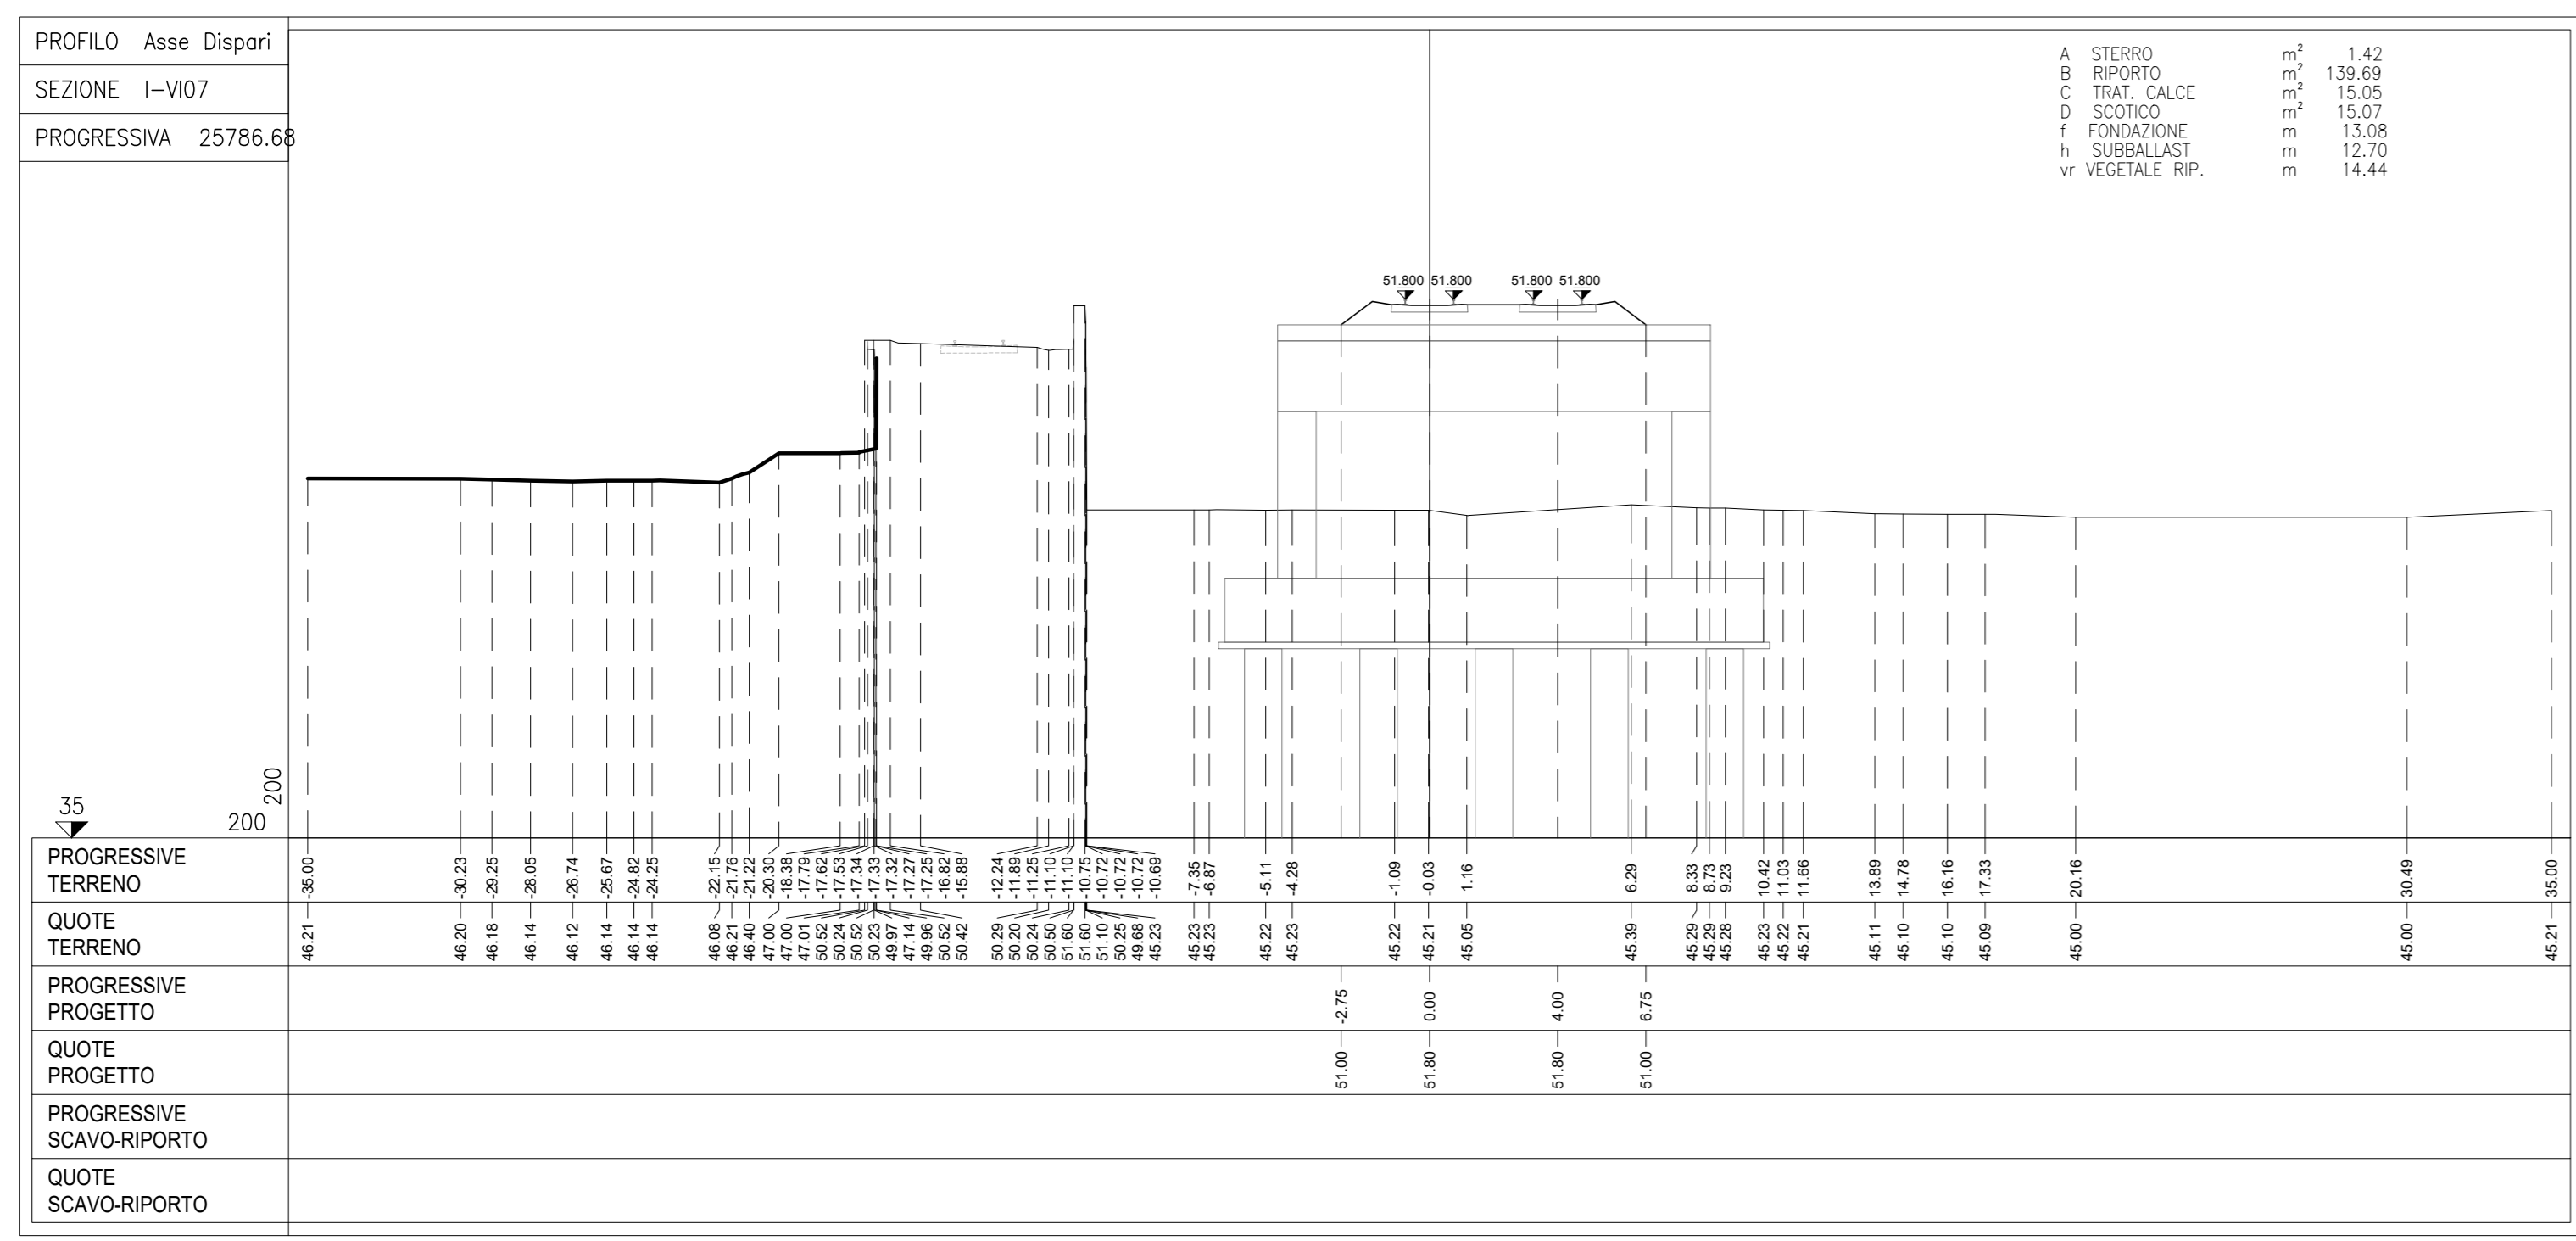 PROFILO Asse Dispari
SEZIONE I-VI07
PROGRESSIVA 25786.68
A STERRO m² 1.42
B RIPORTO m² 139.69
C TRAT. CALCE m² 15.05
D SCOTICO m² 15.07
f FONDAZIONE m 13.08
h SUBBALLAST m 12.70
vr VEGETALE RIP. m 14.44
51.800 51.800 51.800 51.800
35
200
200
PROGRESSIVE
TERRENO
-35.00 -30.23 -29.25 -28.05 -26.74 -25.67 -24.82 -24.25 -22.15 -21.76 -21.22 -20.30 -18.38 -17.79 -17.62 -17.53 -17.34 -17.33 -17.32 -17.27 -17.25 -16.82 -15.88 -12.24 -11.89 -11.25 -11.10 -11.10 -10.75 -10.72 -10.72 -10.72 -10.69 -7.35 -6.87 -5.11 -4.28 -1.09 -0.03 1.16 6.29 8.33 8.73 9.23 10.42 11.03 11.66 13.89 14.78 16.16 17.33 20.16 30.49 35.00
QUOTE
TERRENO
46.21 46.20 46.18 46.14 46.12 46.14 46.14 46.14 46.08 46.21 46.40 47.00 47.00 47.01 50.52 50.24 50.52 50.23 49.97 47.14 49.96 50.52 50.42 50.29 50.20 50.24 50.50 51.60 51.60 51.10 50.25 49.68 45.23 45.23 45.23 45.22 45.23 45.22 45.21 45.05 45.39 45.29 45.29 45.28 45.23 45.22 45.21 45.11 45.10 45.10 45.09 45.00 45.00 45.21
PROGRESSIVE
PROGETTO
-2.75 0.00 4.00 6.75
QUOTE
PROGETTO
51.00 51.80 51.80 51.00
PROGRESSIVE
SCAVO-RIPORTO
QUOTE
SCAVO-RIPORTO